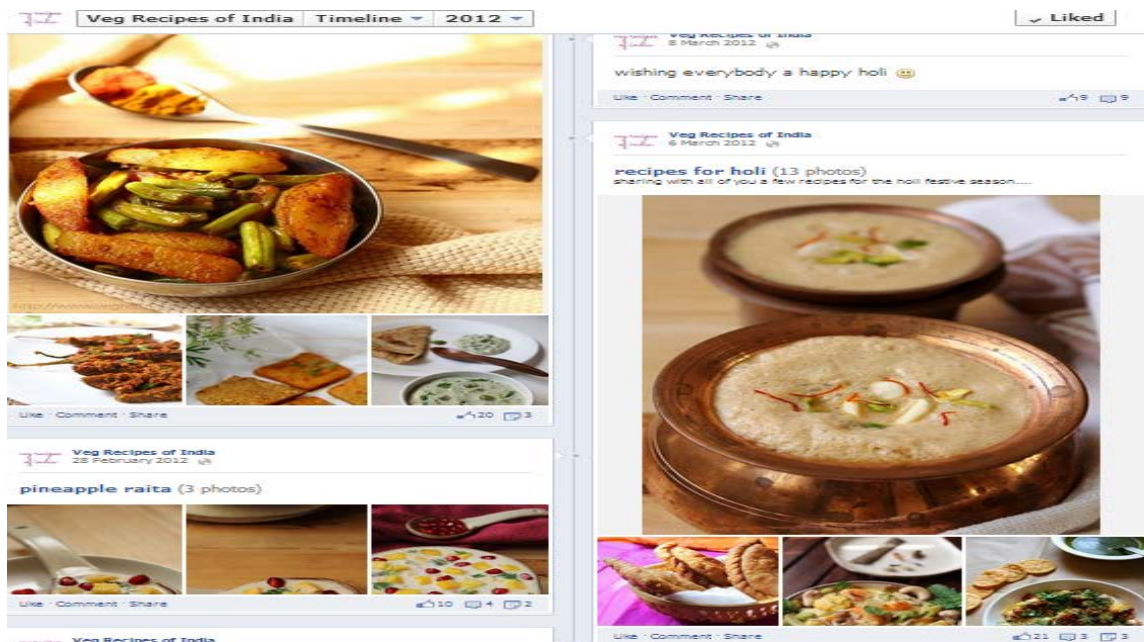 Veg Recipes of India Timeline 2012
Liked
http://www.
Like · Comment · Share 20 3
Veg Recipes of India
28 February 2012
pineapple raita (3 photos)
Like · Comment · Share 10 4 2
Veg Recipes of India
Veg Recipes of India
8 March 2012
wishing everybody a happy holi
Like · Comment · Share 9 9
Veg Recipes of India
6 March 2012
recipes for holi (13 photos)
sharing with all of you a few recipes for the holi festive season....
Like · Comment · Share 21 3 3